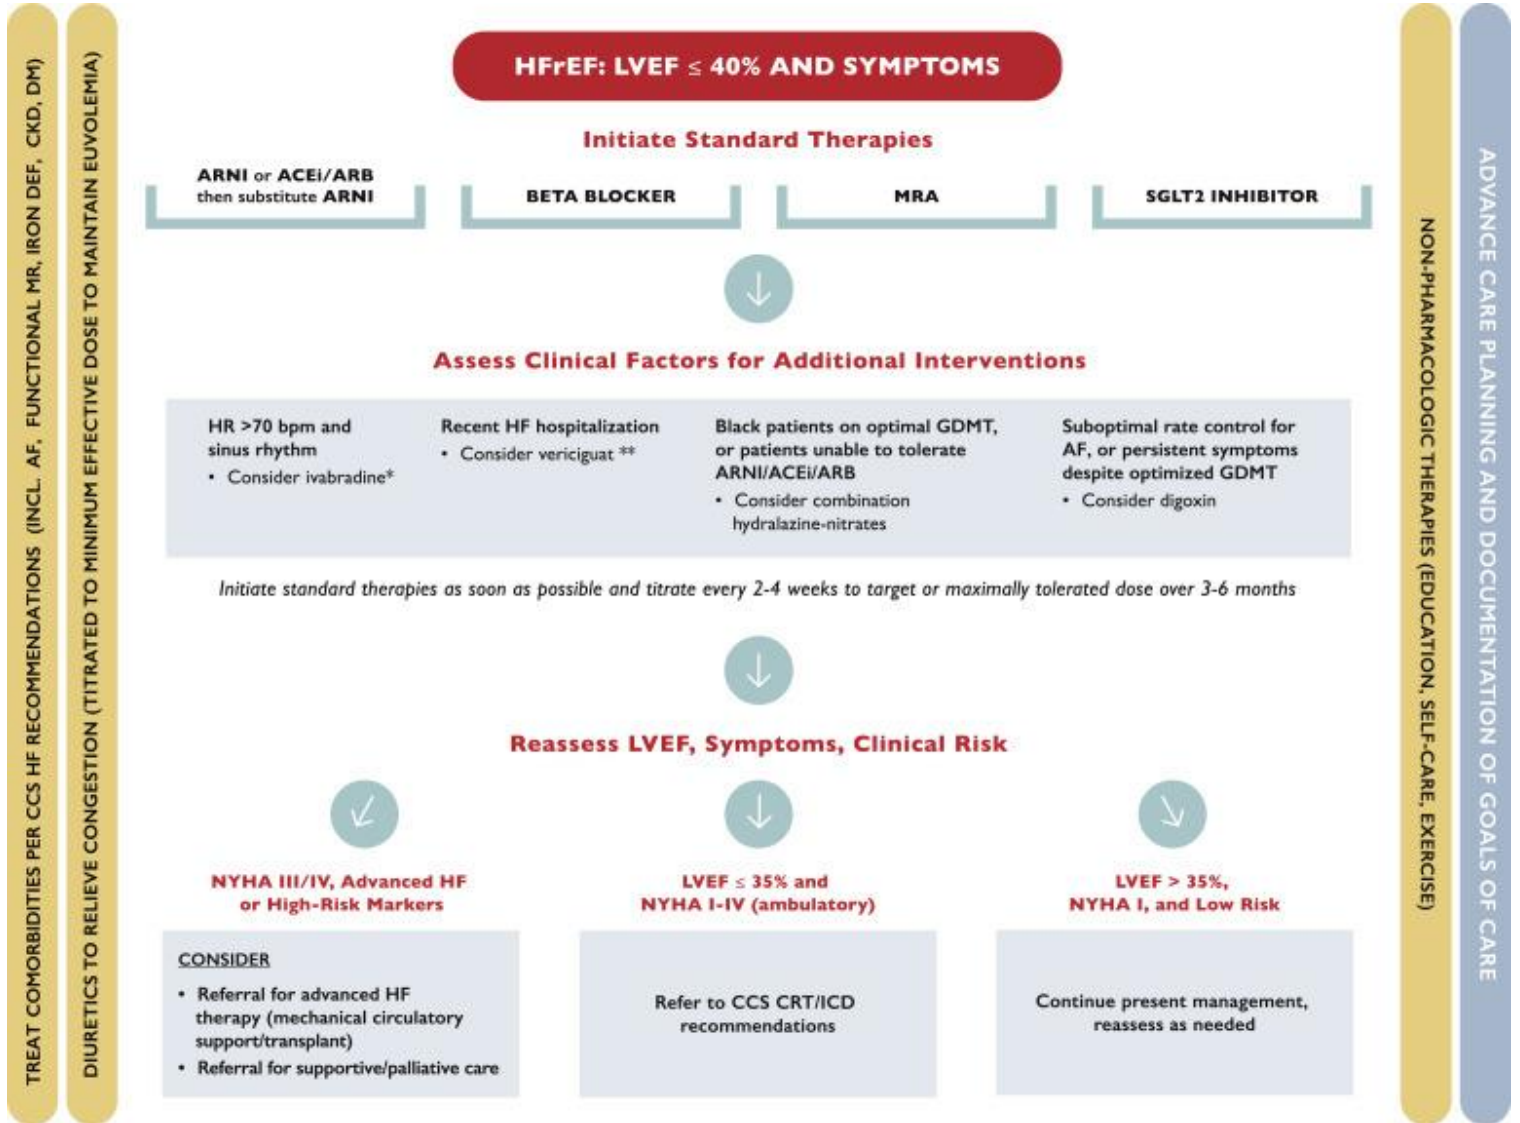 TREAT COMORBIDITIES PER CCS HF RECOMMENDATIONS (INCL. AF, FUNCTIONAL MR, IRON DEF, CKD, DM)
DIURETICS TO RELIEVE CONGESTION (TITRATED TO MINIMUM EFFECTIVE DOSE TO MAINTAIN EUVOLEMIA)
HFrEF: LVEF ≤ 40% AND SYMPTOMS
Initiate Standard Therapies
ARNI or ACEi/ARB
then substitute ARNI
BETA BLOCKER
MRA
SGLT2 INHIBITOR
Assess Clinical Factors for Additional Interventions
HR >70 bpm and
sinus rhythm
• Consider ivabradine*
Recent HF hospitalization
• Consider vericiguat **
Black patients on optimal GDMT,
or patients unable to tolerate
ARNI/ACEi/ARB
• Consider combination
hydralazine-nitrates
Suboptimal rate control for
AF, or persistent symptoms
despite optimized GDMT
• Consider digoxin
Initiate standard therapies as soon as possible and titrate every 2-4 weeks to target or maximally tolerated dose over 3-6 months
Reassess LVEF, Symptoms, Clinical Risk
NYHA III/IV, Advanced HF
or High-Risk Markers
CONSIDER
• Referral for advanced HF
therapy (mechanical circulatory
support/transplant)
• Referral for supportive/palliative care
LVEF ≤ 35% and
NYHA I-IV (ambulatory)
Refer to CCS CRT/ICD
recommendations
LVEF > 35%,
NYHA I, and Low Risk
Continue present management,
reassess as needed
NON-PHARMACOLOGIC THERAPIES (EDUCATION, SELF-CARE, EXERCISE)
ADVANCE CARE PLANNING AND DOCUMENTATION OF GOALS OF CARE